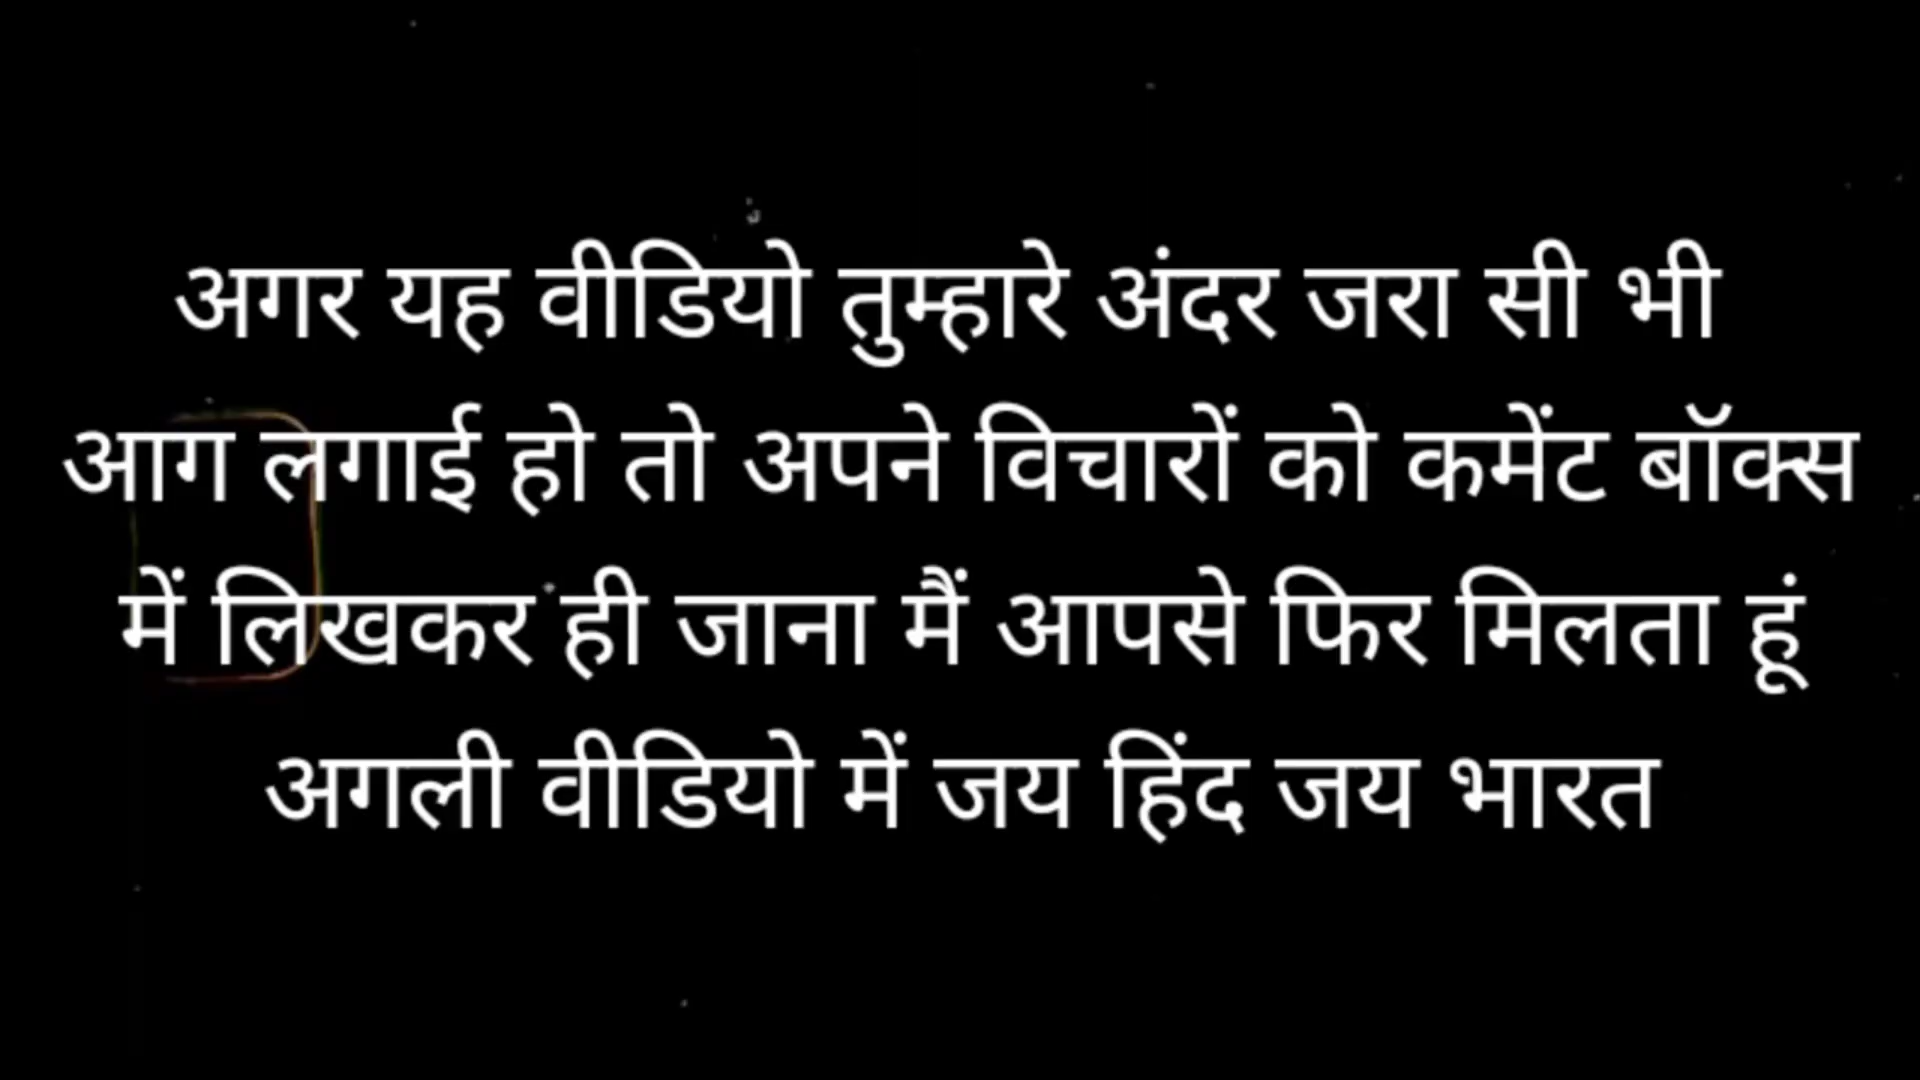 अगर यह वीडियो तुम्हारे अंदर जरा सी भी
आग लगाई हो तो अपने विचारों को कमेंट बॉक्स
में लिखकर ही जाना मैं आपसे फिर मिलता हूं
अगली वीडियो में जय हिंद जय भारत